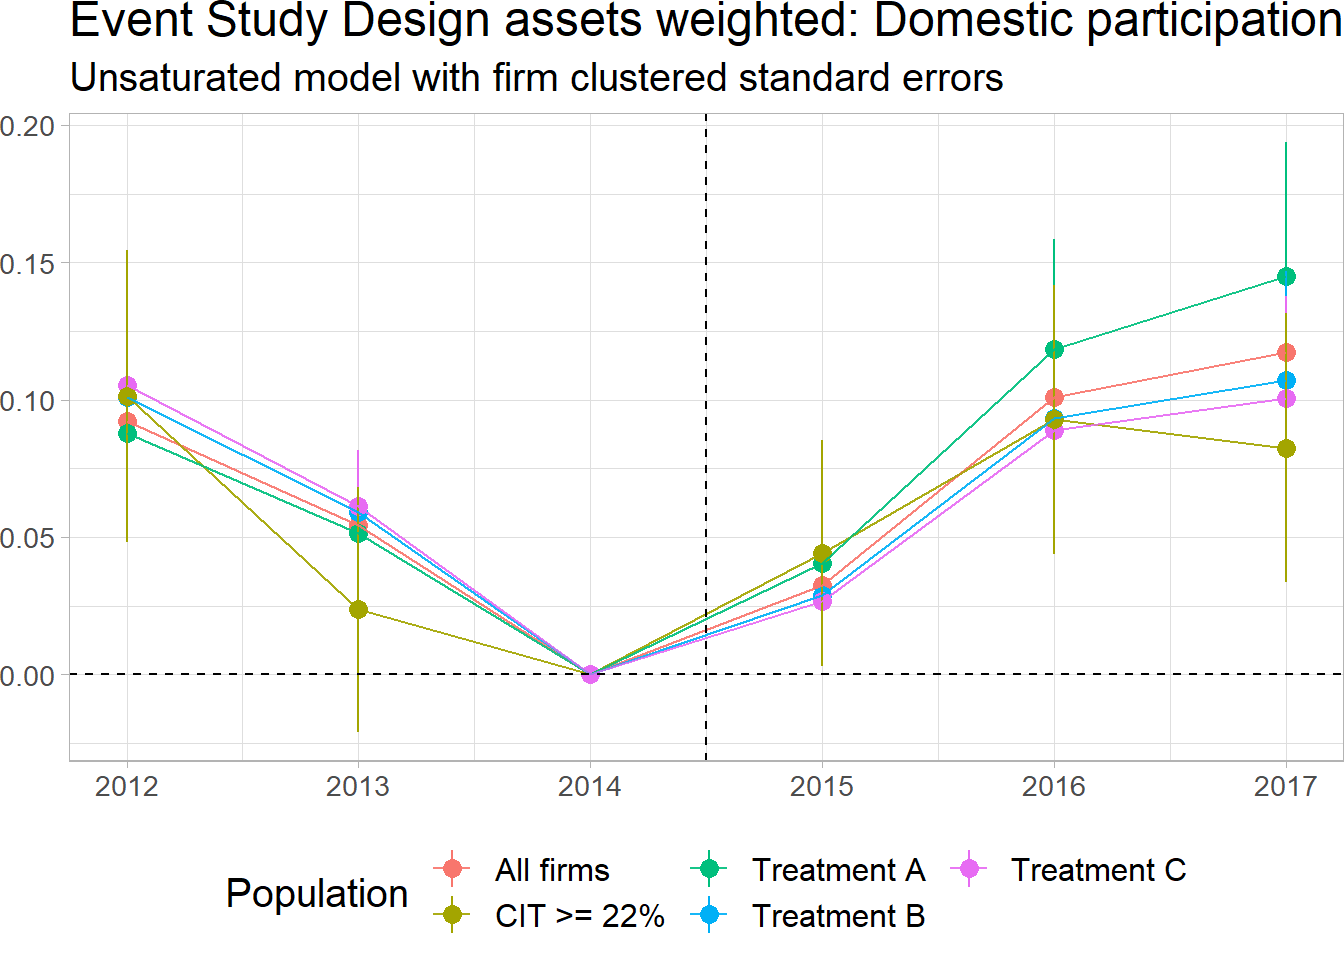 Event Study Design assets weighted: Domestic participation
Unsaturated model with firm clustered standard errors
0.20
0.15
0.10
0.05
0.00
2012 2013 2014 2015 2016 2017
Population
All firms
Treatment A
Treatment C
CIT >= 22%
Treatment B